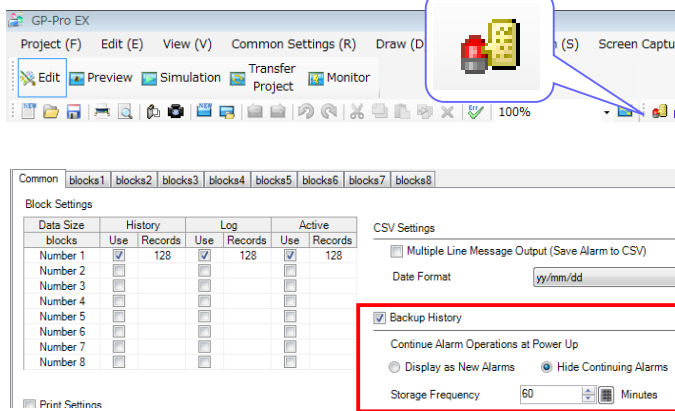 GP-Pro EX
Project (F) Edit (E) View (V) Common Settings (R) Draw (D (S) Screen Captu
Edit Preview Simulation Transfer Project Monitor
NEW NEW Err 100%
Common blocks1 blocks2 blocks3 blocks4 blocks5 blocks6 blocks7 blocks8
Block Settings
Data Size History Log Active
blocks Use Records Use Records Use Records
Number 1 128 128 128
Number 2
Number 3
Number 4
Number 5
Number 6
Number 7
Number 8
Print Settings
CSV Settings
Multiple Line Message Output (Save Alarm to CSV)
Date Format yy/mm/dd
Backup History
Continue Alarm Operations at Power Up
Display as New Alarms Hide Continuing Alarms
Storage Frequency 60 Minutes